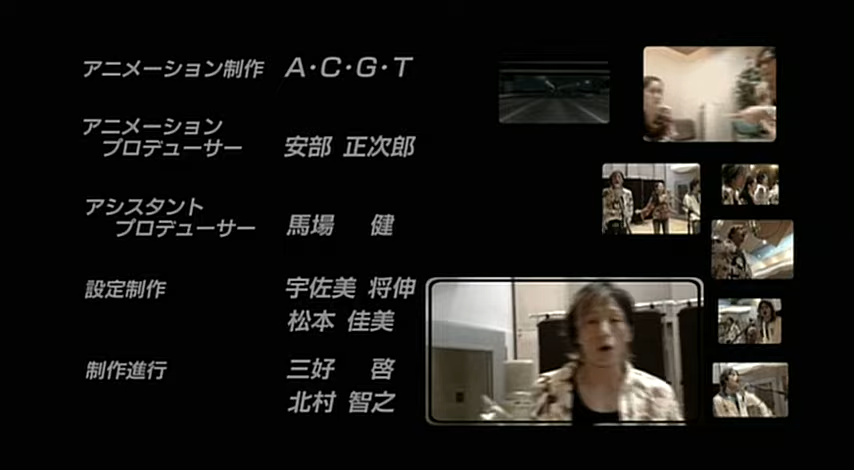 アニメーション制作 A・C・G・T
アニメーション
プロデューサー 安部 正次郎
アシスタント
プロデューサー 馬場 健
設定制作 宇佐美 将伸
松本 佳美
制作進行 三好 啓
北村 智之